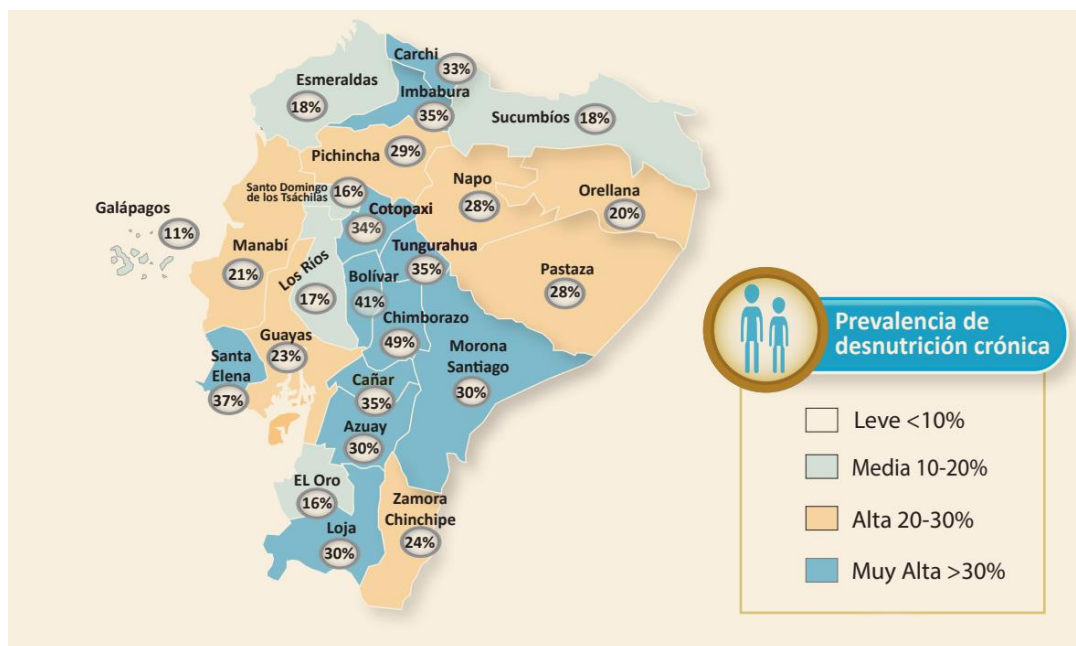 Carchi
33%
Esmeraldas
18%
Imbabura
35%
Sucumbíos
18%
Pichincha
29%
Santo Domingo
de los Tsáchilas
16%
Napo
28%
Orellana
20%
Galápagos
11%
Cotopaxi
34%
Manabí
21%
Los Ríos
17%
Tungurahua
35%
Bolívar
41%
Pastaza
28%
Chimborazo
49%
Guayas
23%
Santa
Elena
37%
Morona
Santiago
30%
Cañar
35%
Azuay
30%
EL Oro
16%
Loja
30%
Zamora
Chinchipe
24%
Prevalencia de
desnutrición crónica
Leve <10%
Media 10-20%
Alta 20-30%
Muy Alta >30%